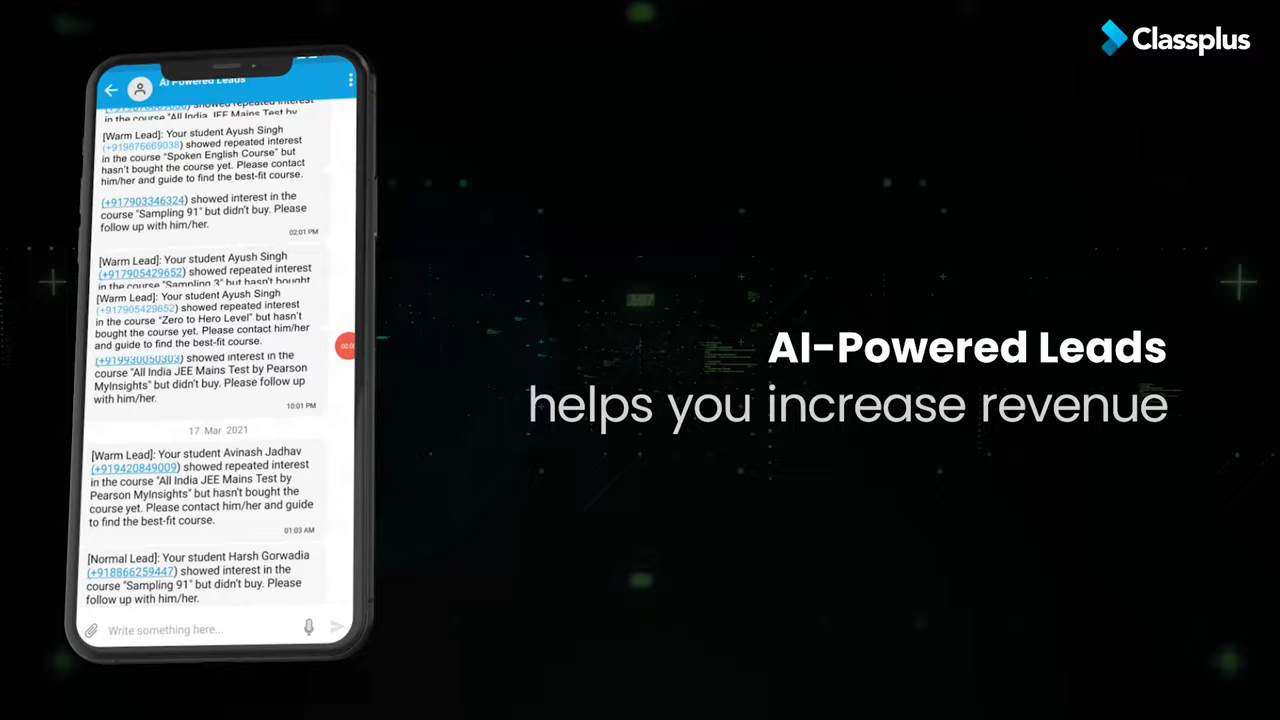 Classplus
AI Powered Leads
showed repeated interest
in the course "All India JEE Mains Test by
[Warm Lead]: Your student Ayush Singh
(+919876669038) showed repeated interest
in the course "Spoken English Course" but
hasn't bought the course yet. Please contact
him/her and guide to find the best-fit course.
(+917903346324) showed interest in the
course "Sampling 91" but didn't buy. Please
follow up with him/her.
02:01 PM
[Warm Lead]: Your student Ayush Singh
(+917905429652) showed repeated interest
in the course "Sampling 3" but hasn't bought
[Warm Lead]: Your student Ayush Singh
(+917905429652) showed repeated interest
in the course "Zero to Hero Level" but hasn't
bought the course yet. Please contact him/her
and guide to find the best-fit course.
(+919930050303) showed interest in the
course "All India JEE Mains Test by Pearson
MyInsights" but didn't buy. Please follow up
with him/her.
10:01 PM
17 Mar 2021
[Warm Lead]: Your student Avinash Jadhav
(+919420849009) showed repeated interest
in the course "All India JEE Mains Test by
Pearson MyInsights" but hasn't bought the
course yet. Please contact him/her and guide
to find the best-fit course.
01:03 AM
[Normal Lead]: Your student Harsh Gorwadia
(+918866259447) showed interest in the
course "Sampling 91" but didn't buy. Please
follow up with him/her.
Write something here...
AI-Powered Leads
helps you increase revenue